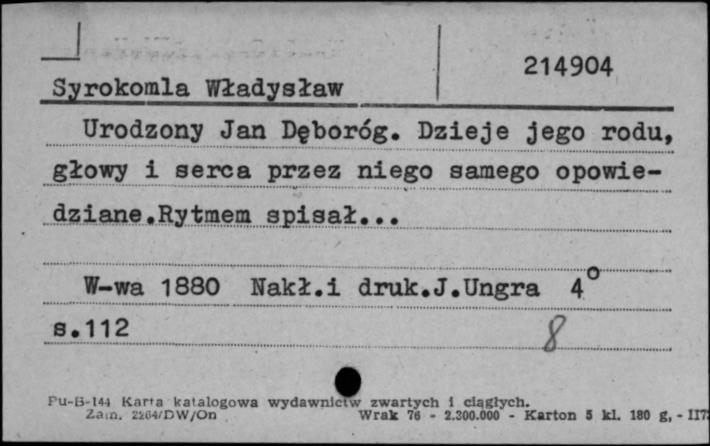 214904
Syrokomla Władysław
Urodzony Jan Dęboróg. Dzieje jego rodu,
głowy i serca przez niego samego opowie-
dziane.Rytmem spisał...
W-wa 1880 Nakł.i druk.J.Ungra 4°
s.112 8
Pu-B-144 Karta katalogowa wydawnictw zwartych i ciągłych.
Zam. 2264/DW/On Wrak 76 - 2.300.000 - Karton 5 kl. 180 g, -